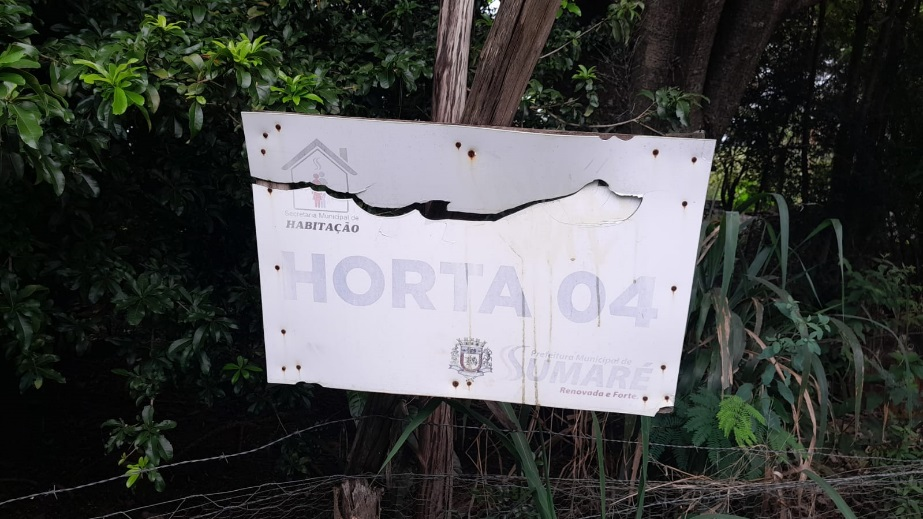 Secretaria Municipal de
HABITAÇÃO
HORTA 04
Prefeitura Municipal de
SUMARÉ
Renovada e Forte